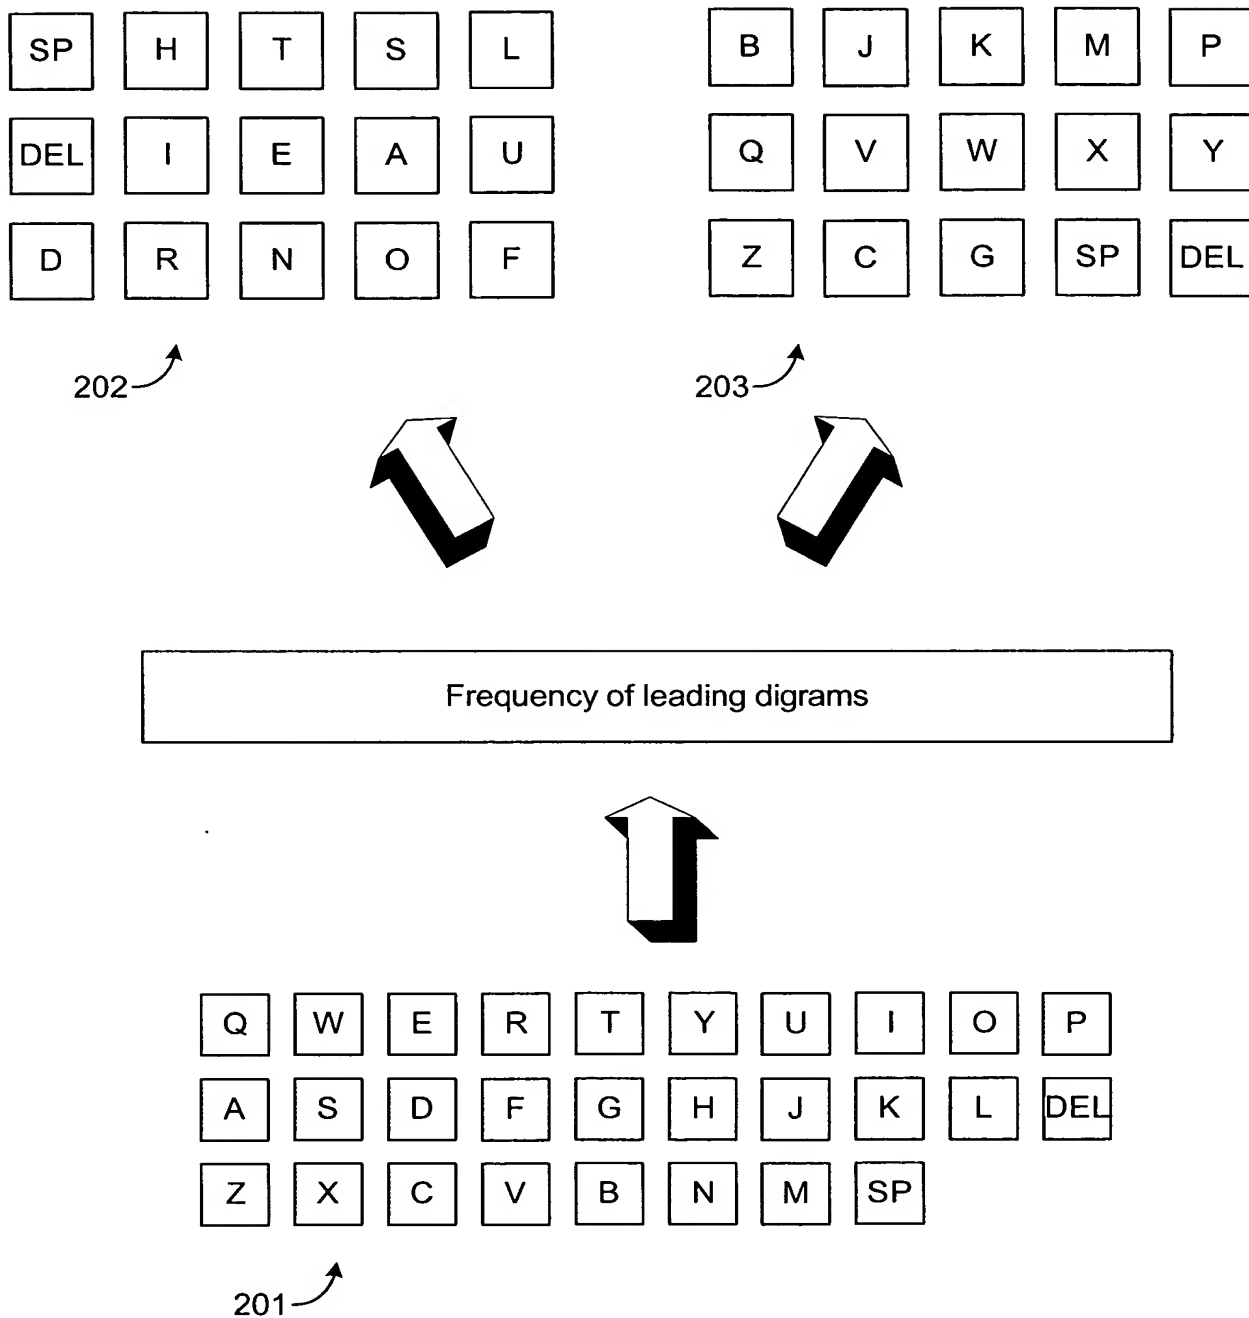 SP H T S L
DEL I E A U
D R N O F
202
B J K M P
Q V W X Y
Z C G SP DEL
203
Frequency of leading digrams
Q W E R T Y U I O P
A S D F G H J K L DEL
Z X C V B N M SP
201